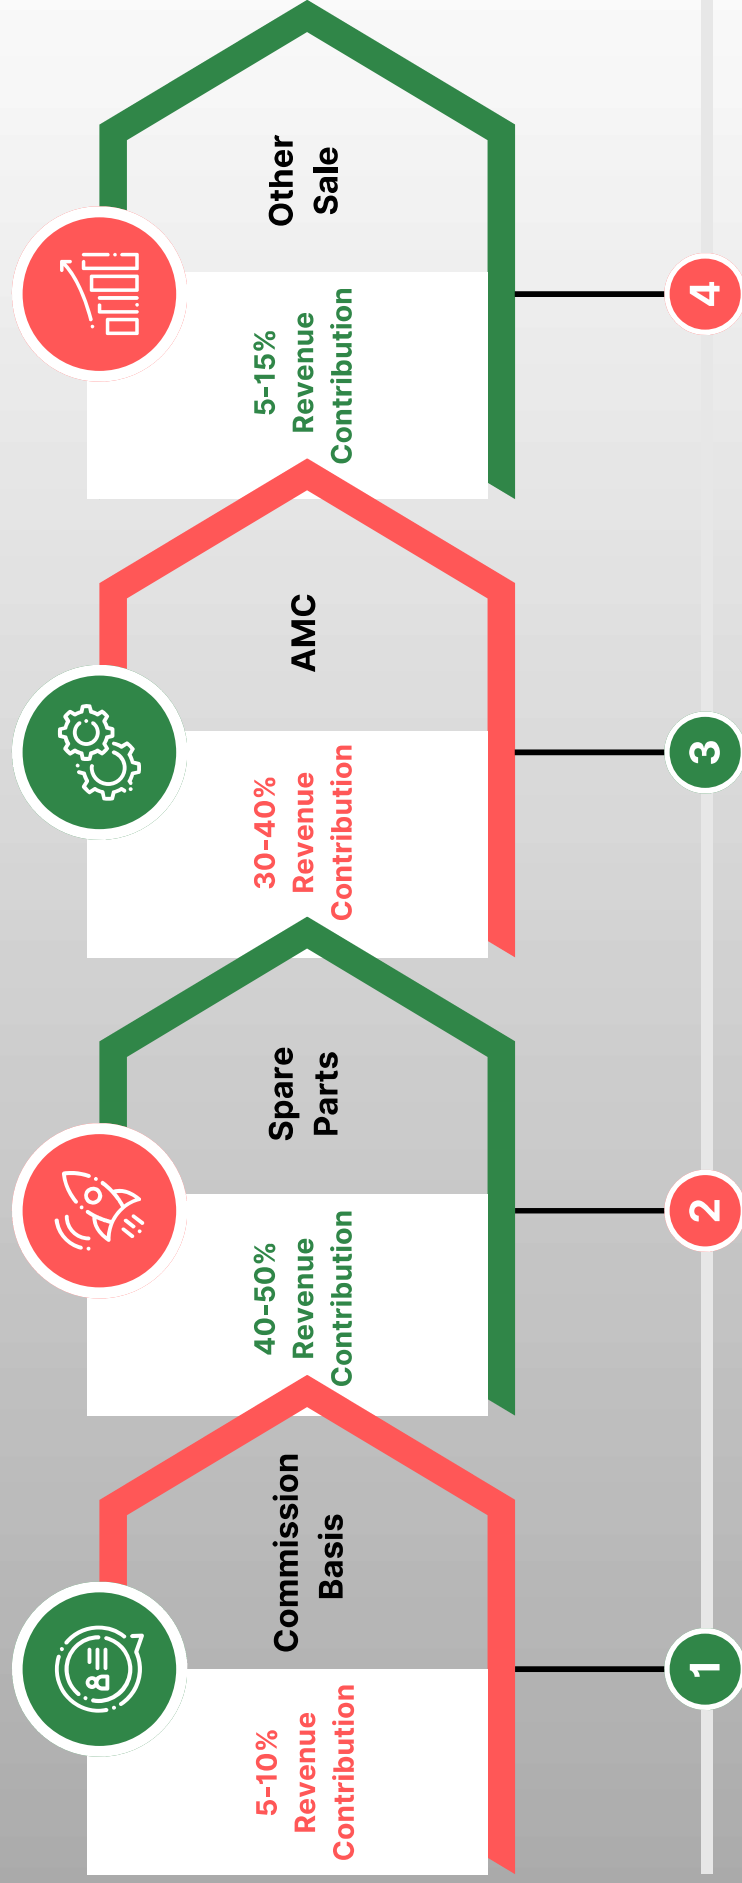 5-10%
Revenue
Contribution
Commission
Basis
1
40-50%
Revenue
Contribution
Spare
Parts
2
30-40%
Revenue
Contribution
AMC
3
5-15%
Revenue
Contribution
Other
Sale
4